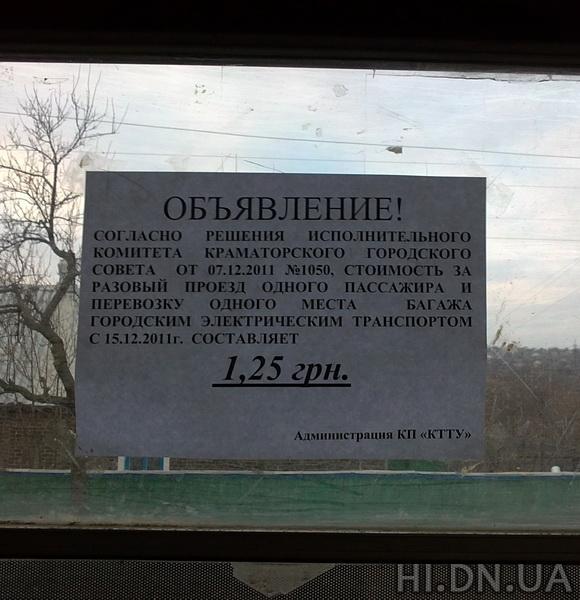 ОБЪЯВЛЕНИЕ!
СОГЛАСНО РЕШЕНИЯ ИСПОЛНИТЕЛЬНОГО
КОМИТЕТА КРАМАТОРСКОГО ГОРОДСКОГО
СОВЕТА ОТ 07.12.2011 №1050, СТОИМОСТЬ ЗА
РАЗОВЫЙ ПРОЕЗД ОДНОГО ПАССАЖИРА И
ПЕРЕВОЗКУ ОДНОГО МЕСТА БАГАЖА
ГОРОДСКИМ ЭЛЕКТРИЧЕСКИМ ТРАНСПОРТОМ
С 15.12.2011г. СОСТАВЛЯЕТ
1,25 грн.
Администрация КП «КТТУ»
HI.DN.UA